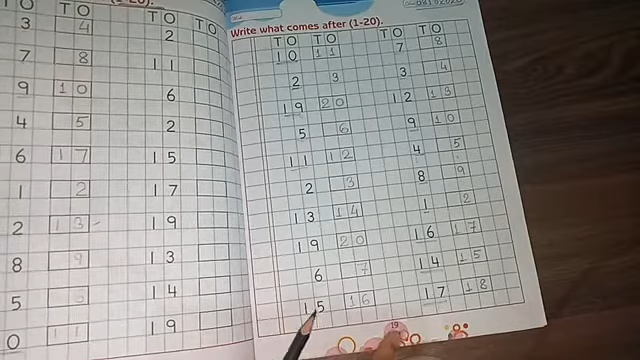 T O T O
3 4 2
7 8 1 1
9 1 0 6
4 5 2
6 1 7 1 5
1 2 1 7
2 1 3 1 9
8 9 1 3
5 1 4
0 1 1 1 9
Write what comes after (1-20).
T O T O T O
1 0 1 1 7 8
2 3 3 4
1 9 2 0 1 2 1 3
5 6 9 1 0
1 1 1 2 4 5
2 3 8 9
1 3 1 4 1 2
1 9 2 0 1 6 1 7
6 7 1 4 1 5
1 5 1 6 1 7 1 8
19